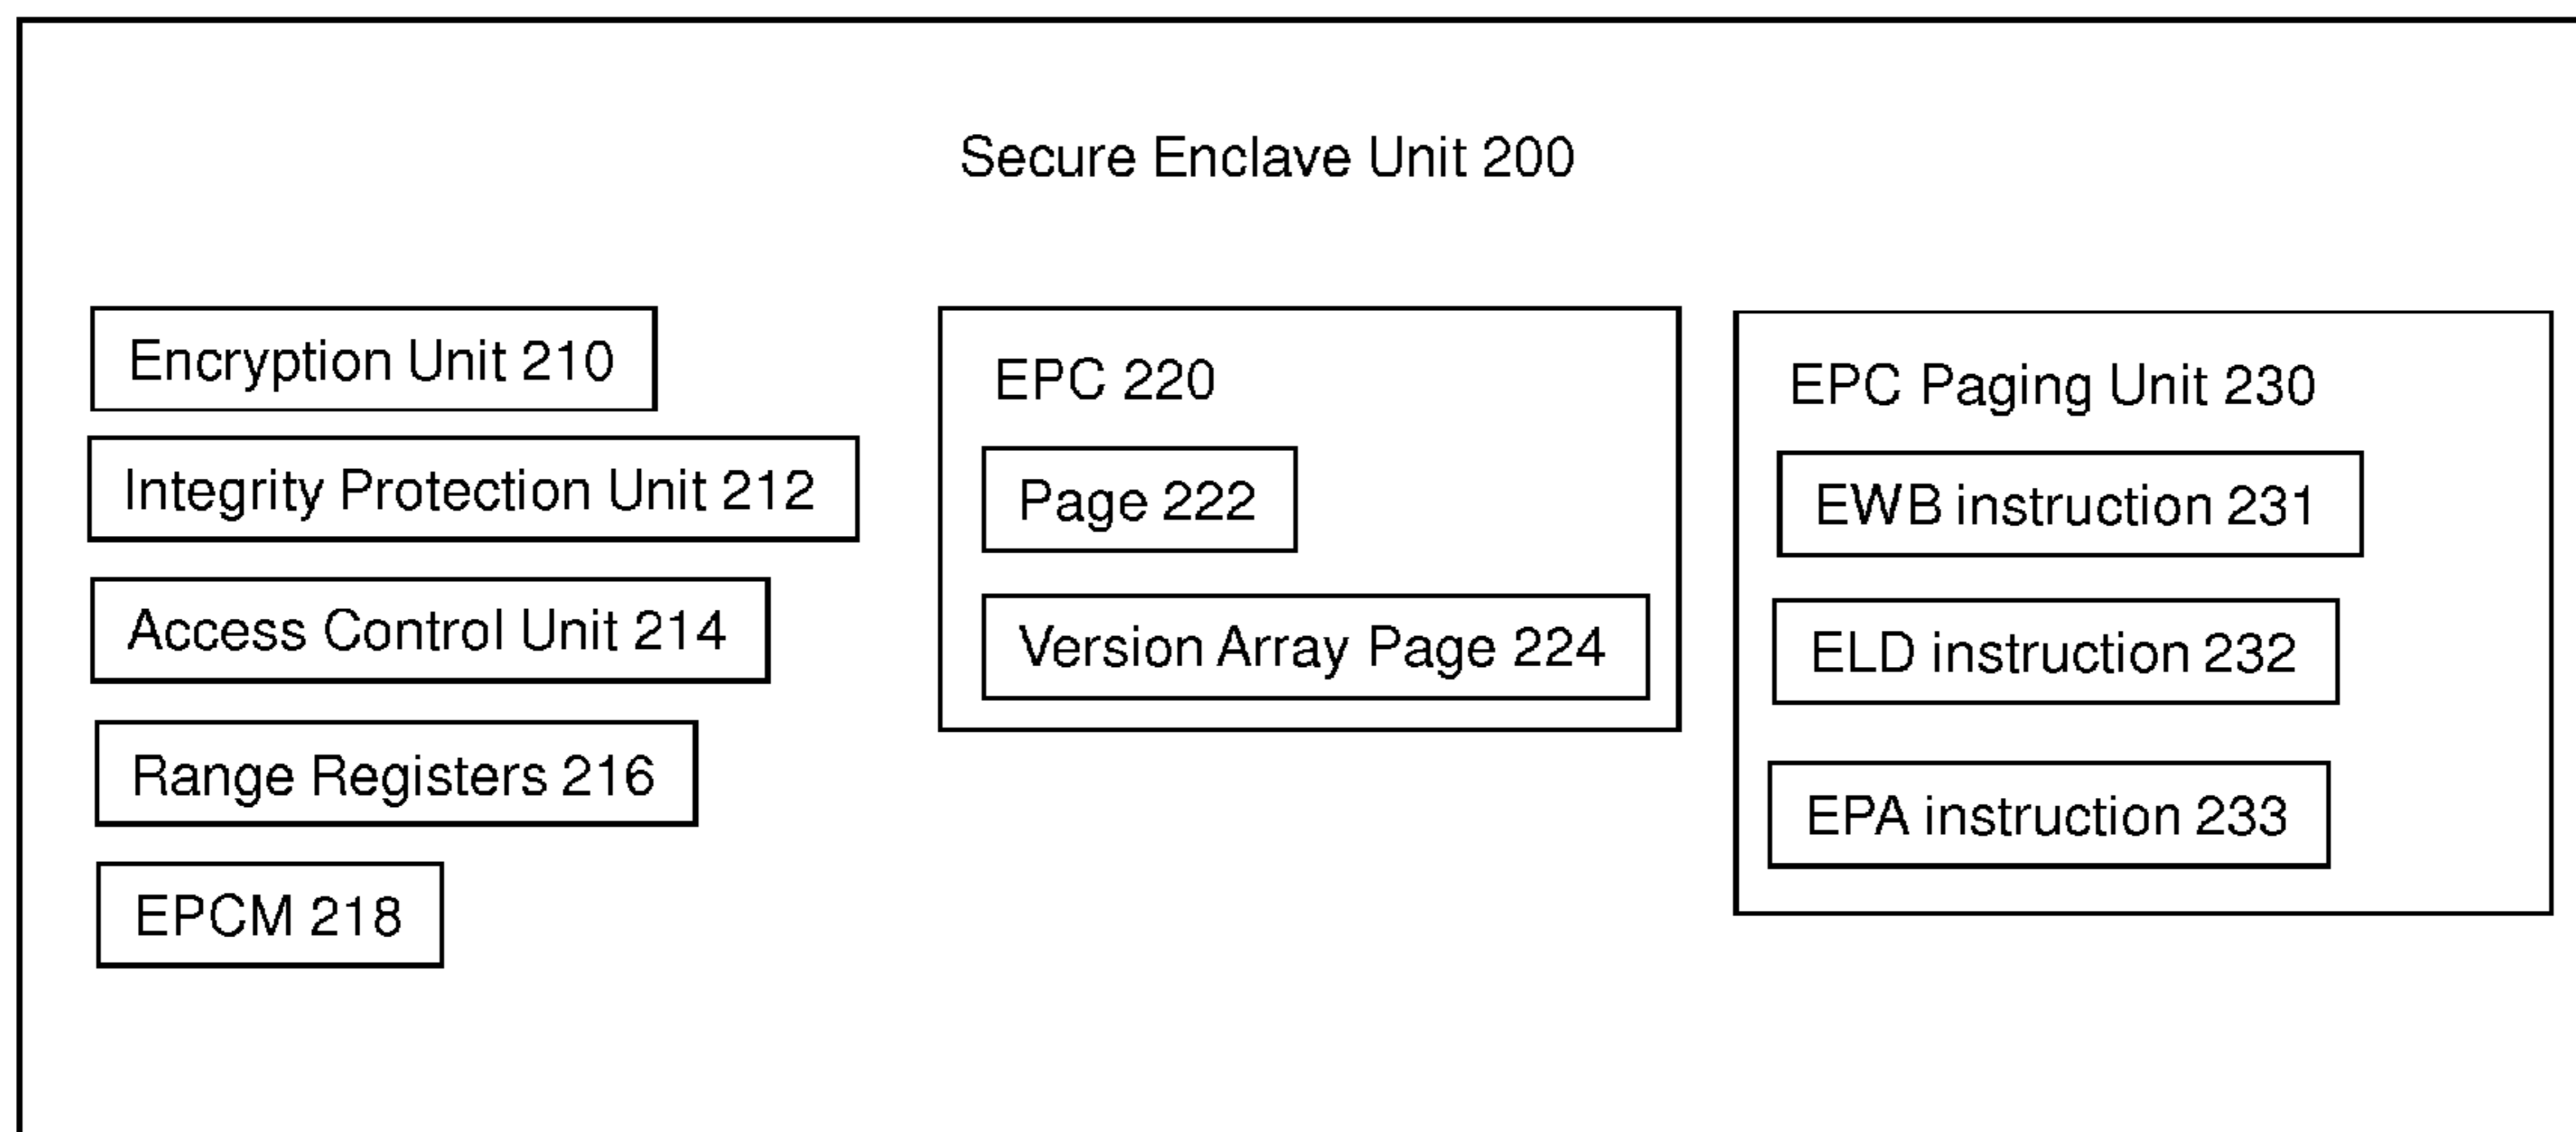 Secure Enclave Unit 200
Encryption Unit 210
Integrity Protection Unit 212
Access Control Unit 214
Range Registers 216
EPCM 218
EPC 220
Page 222
Version Array Page 224
EPC Paging Unit 230
EWB instruction 231
ELD instruction 232
EPA instruction 233